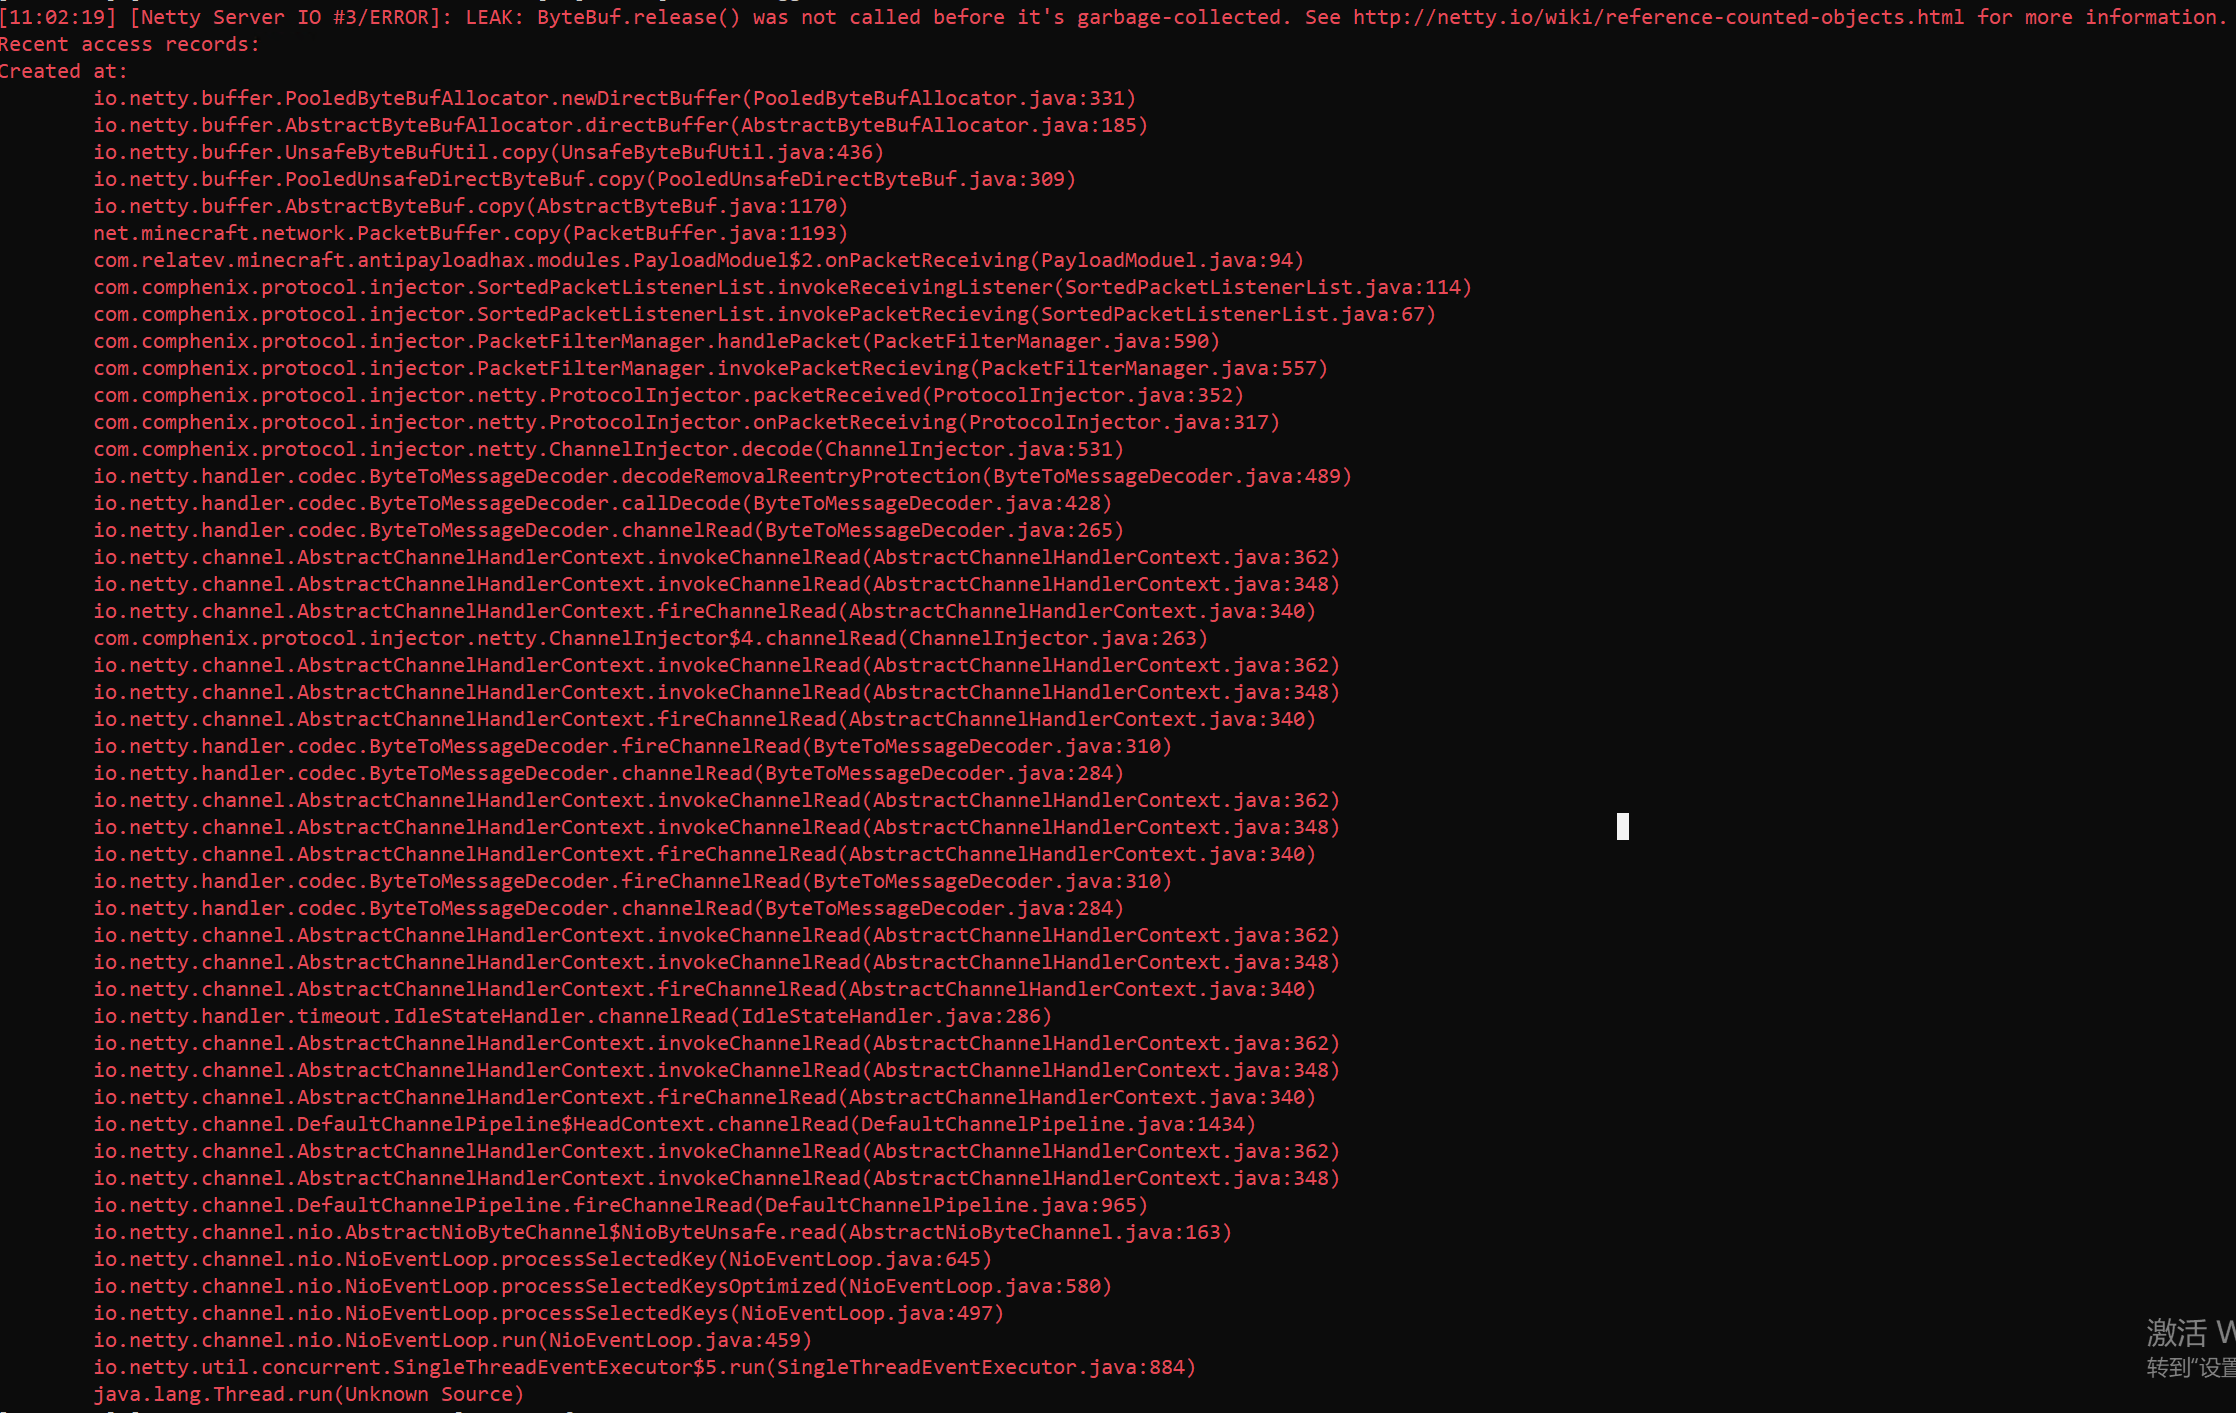 [11:02:19] [Netty Server IO #3/ERROR]: LEAK: ByteBuf.release() was not called before it's garbage-collected. See http://netty.io/wiki/reference-counted-objects.html for more information.
Recent access records:
Created at:
io.netty.buffer.PooledByteBufAllocator.newDirectBuffer(PooledByteBufAllocator.java:331)
io.netty.buffer.AbstractByteBufAllocator.directBuffer(AbstractByteBufAllocator.java:185)
io.netty.buffer.UnsafeByteBufUtil.copy(UnsafeByteBufUtil.java:436)
io.netty.buffer.PooledUnsafeDirectByteBuf.copy(PooledUnsafeDirectByteBuf.java:309)
io.netty.buffer.AbstractByteBuf.copy(AbstractByteBuf.java:1170)
net.minecraft.network.PacketBuffer.copy(PacketBuffer.java:1193)
com.relatev.minecraft.antipayloadhax.modules.PayloadModuel$2.onPacketReceiving(PayloadModuel.java:94)
com.comphenix.protocol.injector.SortedPacketListenerList.invokeReceivingListener(SortedPacketListenerList.java:114)
com.comphenix.protocol.injector.SortedPacketListenerList.invokePacketRecieving(SortedPacketListenerList.java:67)
com.comphenix.protocol.injector.PacketFilterManager.handlePacket(PacketFilterManager.java:590)
com.comphenix.protocol.injector.PacketFilterManager.invokePacketRecieving(PacketFilterManager.java:557)
com.comphenix.protocol.injector.netty.ProtocolInjector.packetReceived(ProtocolInjector.java:352)
com.comphenix.protocol.injector.netty.ProtocolInjector.onPacketReceiving(ProtocolInjector.java:317)
com.comphenix.protocol.injector.netty.ChannelInjector.decode(ChannelInjector.java:531)
io.netty.handler.codec.ByteToMessageDecoder.decodeRemovalReentryProtection(ByteToMessageDecoder.java:489)
io.netty.handler.codec.ByteToMessageDecoder.callDecode(ByteToMessageDecoder.java:428)
io.netty.handler.codec.ByteToMessageDecoder.channelRead(ByteToMessageDecoder.java:265)
io.netty.channel.AbstractChannelHandlerContext.invokeChannelRead(AbstractChannelHandlerContext.java:362)
io.netty.channel.AbstractChannelHandlerContext.invokeChannelRead(AbstractChannelHandlerContext.java:348)
io.netty.channel.AbstractChannelHandlerContext.fireChannelRead(AbstractChannelHandlerContext.java:340)
com.comphenix.protocol.injector.netty.ChannelInjector$4.channelRead(ChannelInjector.java:263)
io.netty.channel.AbstractChannelHandlerContext.invokeChannelRead(AbstractChannelHandlerContext.java:362)
io.netty.channel.AbstractChannelHandlerContext.invokeChannelRead(AbstractChannelHandlerContext.java:348)
io.netty.channel.AbstractChannelHandlerContext.fireChannelRead(AbstractChannelHandlerContext.java:340)
io.netty.handler.codec.ByteToMessageDecoder.fireChannelRead(ByteToMessageDecoder.java:310)
io.netty.handler.codec.ByteToMessageDecoder.channelRead(ByteToMessageDecoder.java:284)
io.netty.channel.AbstractChannelHandlerContext.invokeChannelRead(AbstractChannelHandlerContext.java:362)
io.netty.channel.AbstractChannelHandlerContext.invokeChannelRead(AbstractChannelHandlerContext.java:348)
io.netty.channel.AbstractChannelHandlerContext.fireChannelRead(AbstractChannelHandlerContext.java:340)
io.netty.handler.codec.ByteToMessageDecoder.fireChannelRead(ByteToMessageDecoder.java:310)
io.netty.handler.codec.ByteToMessageDecoder.channelRead(ByteToMessageDecoder.java:284)
io.netty.channel.AbstractChannelHandlerContext.invokeChannelRead(AbstractChannelHandlerContext.java:362)
io.netty.channel.AbstractChannelHandlerContext.invokeChannelRead(AbstractChannelHandlerContext.java:348)
io.netty.channel.AbstractChannelHandlerContext.fireChannelRead(AbstractChannelHandlerContext.java:340)
io.netty.handler.timeout.IdleStateHandler.channelRead(IdleStateHandler.java:286)
io.netty.channel.AbstractChannelHandlerContext.invokeChannelRead(AbstractChannelHandlerContext.java:362)
io.netty.channel.AbstractChannelHandlerContext.invokeChannelRead(AbstractChannelHandlerContext.java:348)
io.netty.channel.AbstractChannelHandlerContext.fireChannelRead(AbstractChannelHandlerContext.java:340)
io.netty.channel.DefaultChannelPipeline$HeadContext.channelRead(DefaultChannelPipeline.java:1434)
io.netty.channel.AbstractChannelHandlerContext.invokeChannelRead(AbstractChannelHandlerContext.java:362)
io.netty.channel.AbstractChannelHandlerContext.invokeChannelRead(AbstractChannelHandlerContext.java:348)
io.netty.channel.DefaultChannelPipeline.fireChannelRead(DefaultChannelPipeline.java:965)
io.netty.channel.nio.AbstractNioByteChannel$NioByteUnsafe.read(AbstractNioByteChannel.java:163)
io.netty.channel.nio.NioEventLoop.processSelectedKey(NioEventLoop.java:645)
io.netty.channel.nio.NioEventLoop.processSelectedKeysOptimized(NioEventLoop.java:580)
io.netty.channel.nio.NioEventLoop.processSelectedKeys(NioEventLoop.java:497)
io.netty.channel.nio.NioEventLoop.run(NioEventLoop.java:459)
io.netty.util.concurrent.SingleThreadEventExecutor$5.run(SingleThreadEventExecutor.java:884)
java.lang.Thread.run(Unknown Source)
激活 W
转到"设置